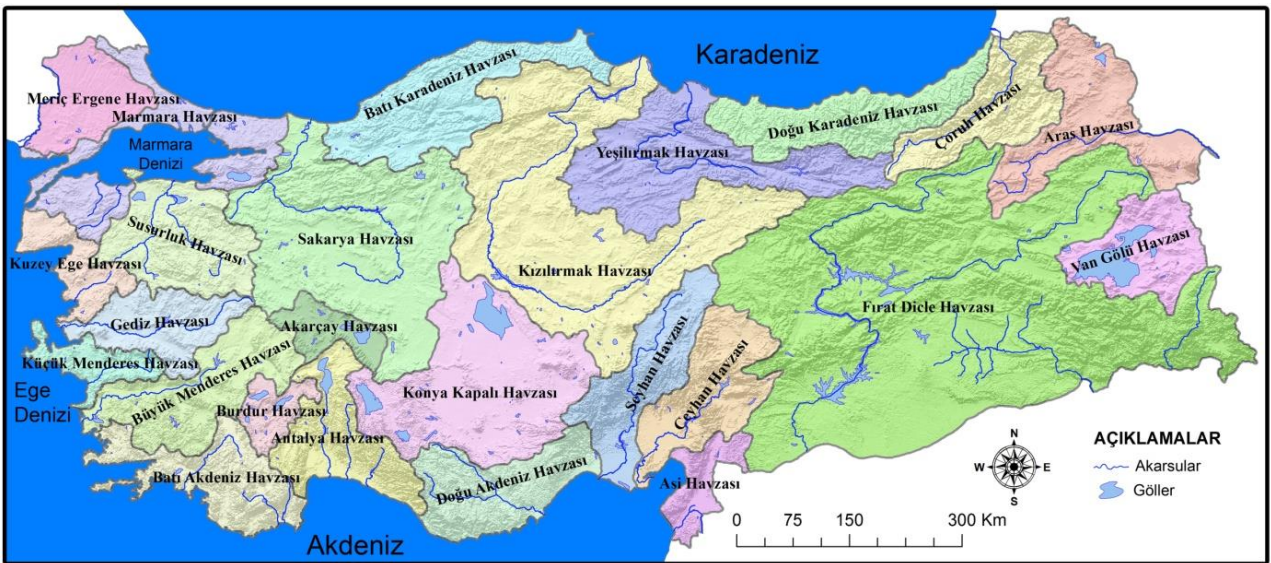 Karadeniz
Batı Karadeniz Havzası
Meriç Ergene Havzası
Marmara Havzası
Doğu Karadeniz Havzası
Çoruh Havzası
Aras Havzası
Marmara
Denizi
Yeşilırmak Havzası
Susurluk Havzası
Sakarya Havzası
Kuzey Ege Havzası
Kızılırmak Havzası
Van Gölü Havzası
Fırat Dicle Havzası
Gediz Havzası
Akarçay Havzası
Küçük Menderes Havzası
Seyhan Havzası
Ceyhan Havzası
Ege
Denizi
Büyük Menderes Havzası
Konya Kapalı Havzası
Burdur Havzası
Antalya Havzası
Batı Akdeniz Havzası
Doğu Akdeniz Havzası
Asi Havzası
Akdeniz
N
W
E
S
AÇIKLAMALAR
Akarsular
Göller
0 75 150 300 Km